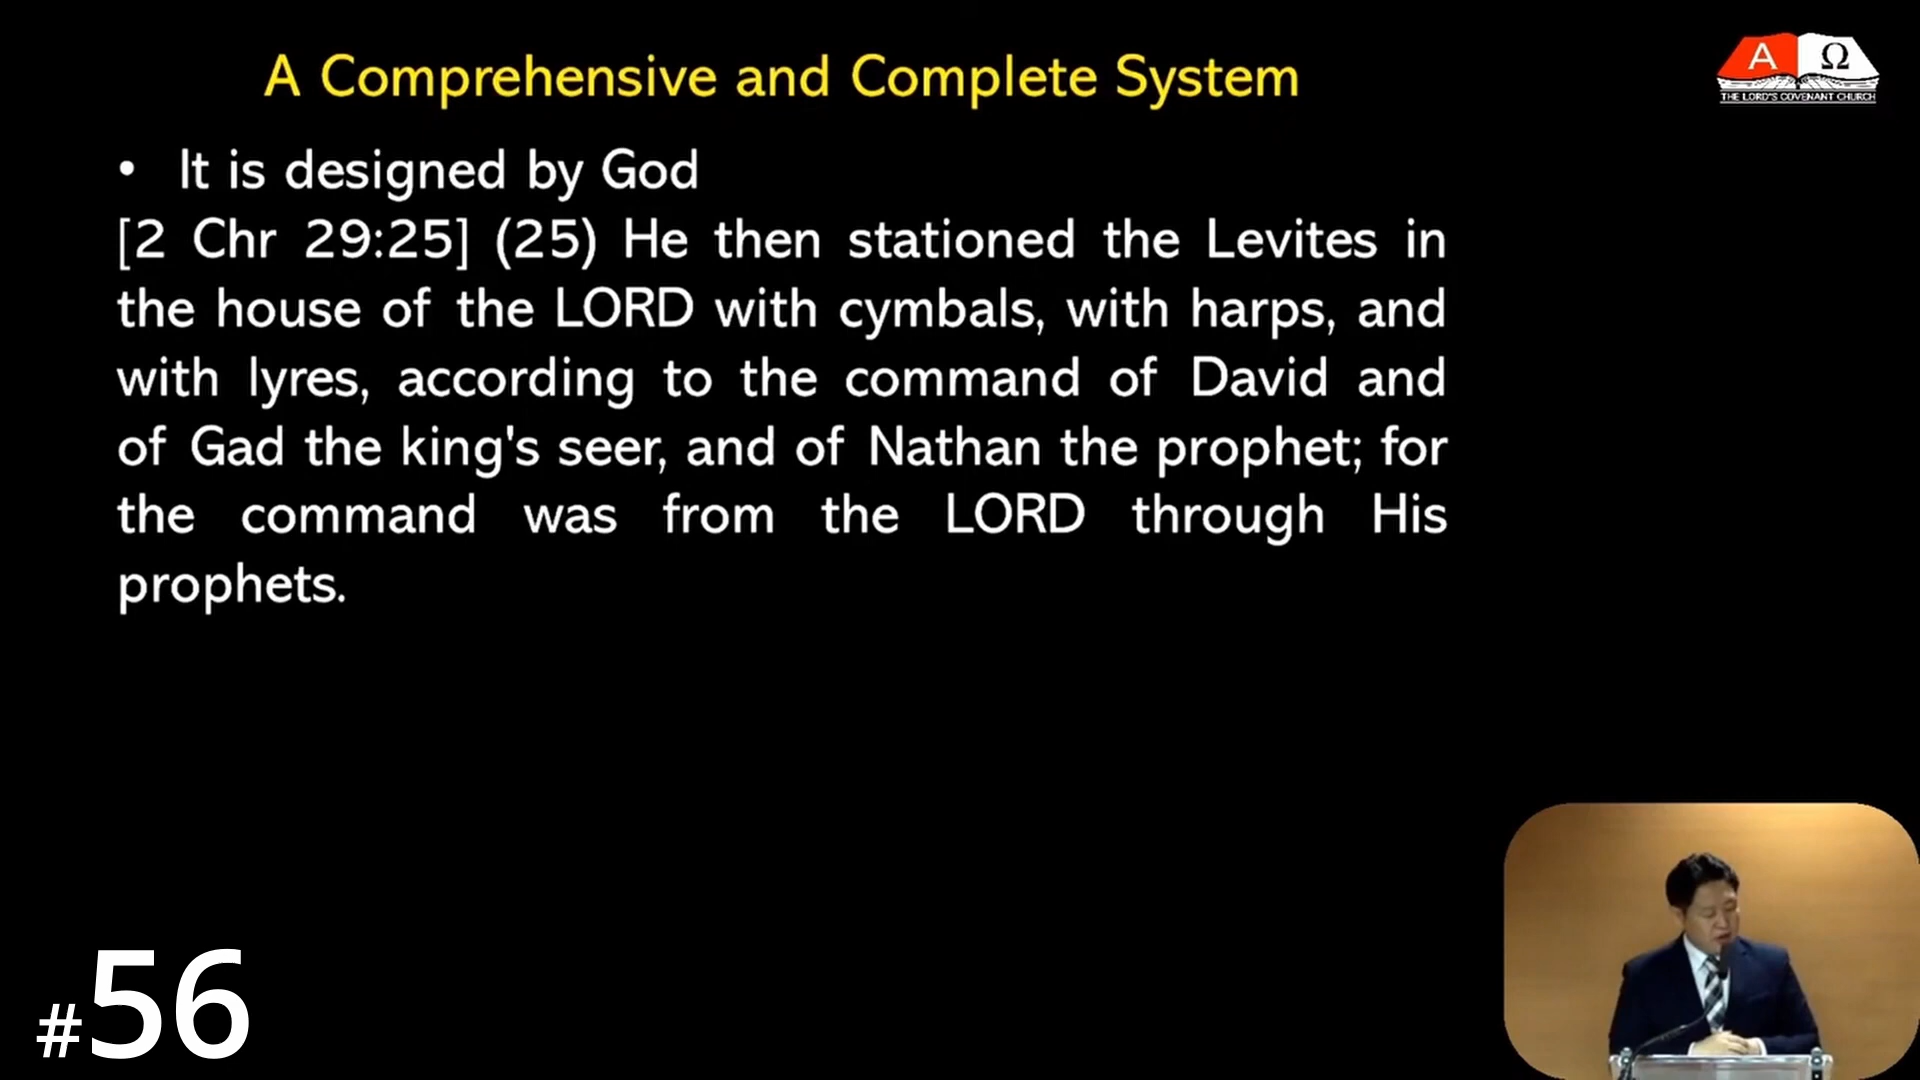 A Comprehensive and Complete System
A Ω
THE LORD'S COVENANT CHURCH
• It is designed by God
[2 Chr 29:25] (25) He then stationed the Levites in
the house of the LORD with cymbals, with harps, and
with lyres, according to the command of David and
of Gad the king's seer, and of Nathan the prophet; for
the command was from the LORD through His
prophets.
#56